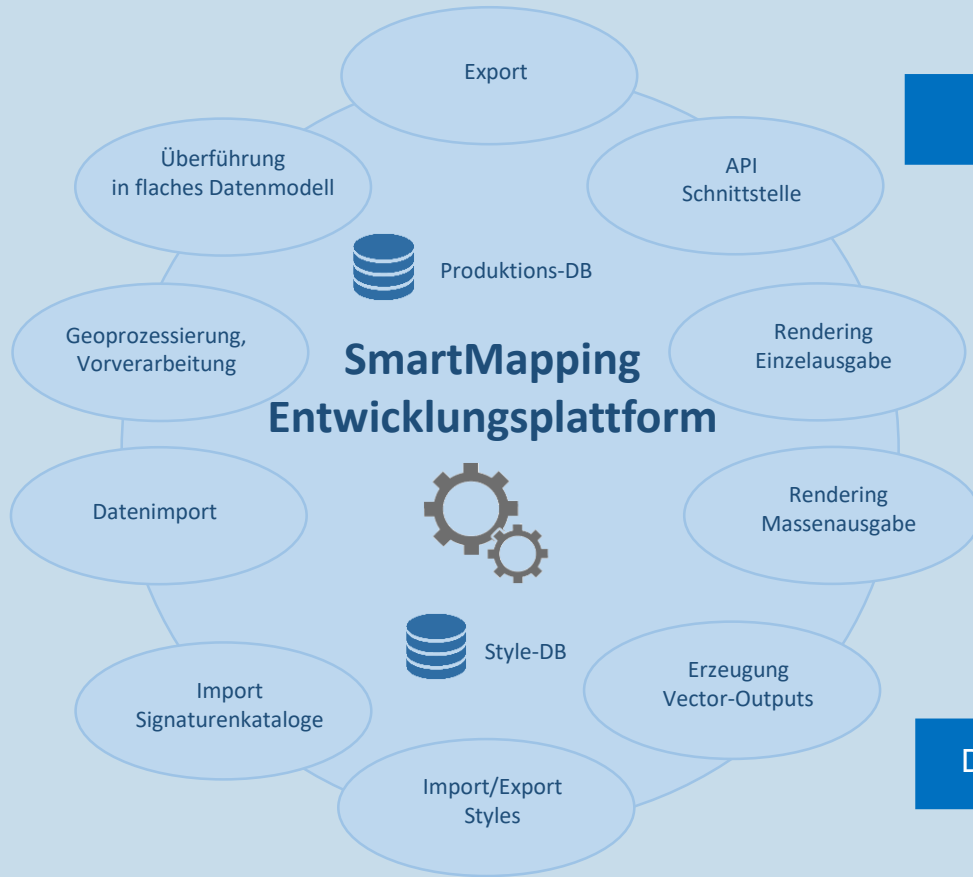 Export
Überführung
in flaches Datenmodell
API
Schnittstelle
Produktions-DB
Geoprozessierung,
Vorverarbeitung
SmartMapping
Entwicklungsplattform
Rendering
Einzelausgabe
Datenimport
Rendering
Massenausgabe
Style-DB
Import
Signaturenkataloge
Erzeugung
Vector-Outputs
Import/Export
Styles